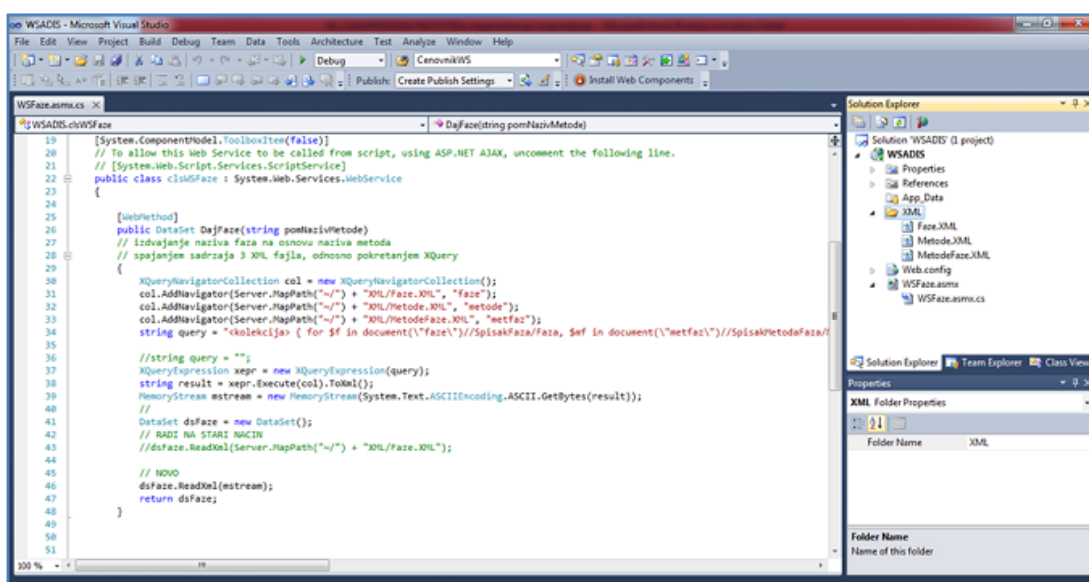 WSADIS - Microsoft Visual Studio
File Edit View Project Build Debug Team Data Tools Architecture Test Analyze Window Help
Debug CenovnikWS
Publish: Create Publish Settings Install Web Components
WSFaze.asmx.cs
WSADIS.clsWSFaze DajFaze(string pomNazivMetode)
19 [System.ComponentModel.ToolboxItem(false)]
20 // To allow this Web Service to be called from script, using ASP.NET AJAX, uncomment the following line.
21 // [System.Web.Script.Services.ScriptService]
22 public class clsWSFaze : System.Web.Services.WebService
23 {
24
25 [WebMethod]
26 public DataSet DajFaze(string pomNazivMetode)
27 // izdvajanje naziva faza na osnovu naziva metoda
28 // spajanjem sadrzaja 3 XML fajla, odnosno pokretanjem XQuery
29 {
30 XQueryNavigatorCollection col = new XQueryNavigatorCollection();
31 col.AddNavigator(Server.MapPath("~/") + "XML/Faze.XML", "faze");
32 col.AddNavigator(Server.MapPath("~/") + "XML/Metode.XML", "metode");
33 col.AddNavigator(Server.MapPath("~/") + "XML/MetodeFaze.XML", "metfaz");
34 string query = "<kolekcija> { for $f in document(\"faze\")//SpisakFaza/Faza, $mf in document(\"metfaz\")//SpisakMetodaFaza/
35
36 //string query = "";
37 XQueryExpression xepr = new XQueryExpression(query);
38 string result = xepr.Execute(col).ToXml();
39 MemoryStream mstream = new MemoryStream(System.Text.ASCIIEncoding.ASCII.GetBytes(result));
40 //
41 DataSet dsFaze = new DataSet();
42 // RADI NA STARI NACIN
43 //dsFaze.ReadXml(Server.MapPath("~/") + "XML/Faze.XML");
44
45 // NOVO
46 dsFaze.ReadXml(mstream);
47 return dsFaze;
48 }
49
50
51
100 %
Solution Explorer
Solution 'WSADIS' (1 project)
WSADIS
Properties
References
App_Data
XML
Faze.XML
Metode.XML
MetodeFaze.XML
Web.config
WSFaze.asmx
WSFaze.asmx.cs
Solution Explorer Team Explorer Class View
Properties
XML Folder Properties
Folder Name XML
Folder Name
Name of this folder